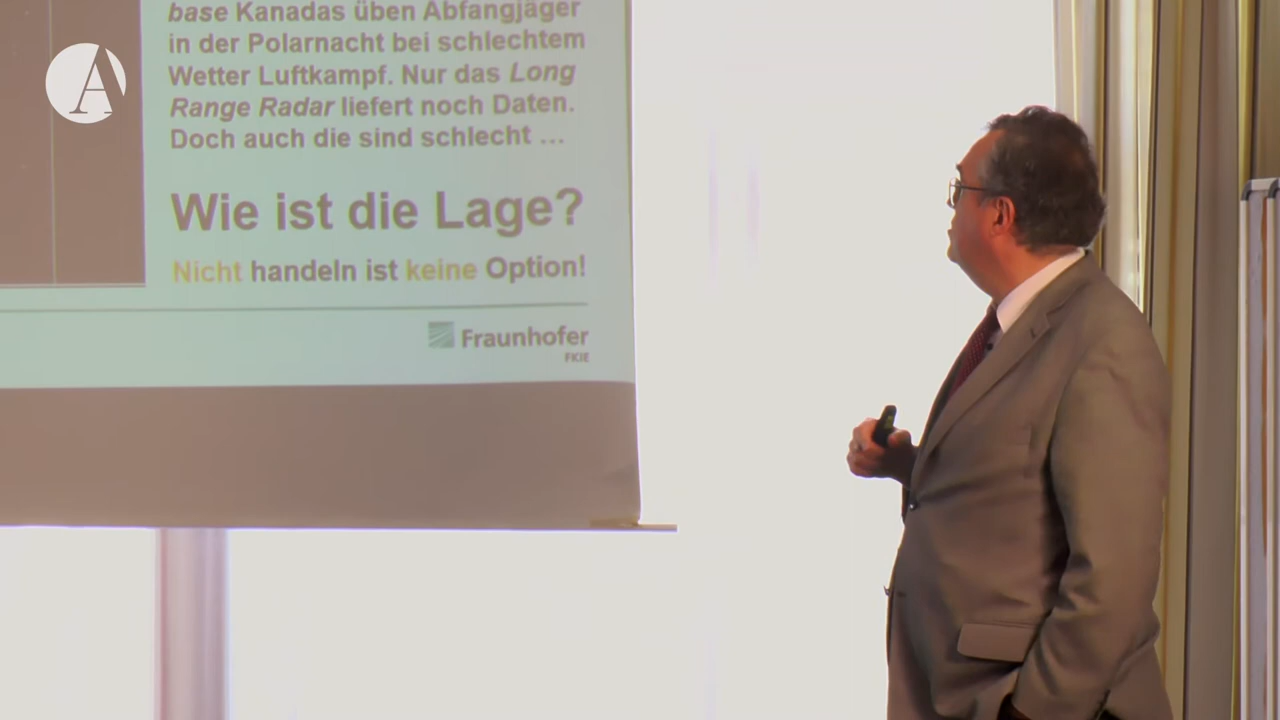 base Kanadas üben Abfangjäger
in der Polarnacht bei schlechtem
Wetter Luftkampf. Nur das Long
Range Radar liefert noch Daten.
Doch auch die sind schlecht ...
Wie ist die Lage?
Nicht handeln ist keine Option!
Fraunhofer
FKIE
A